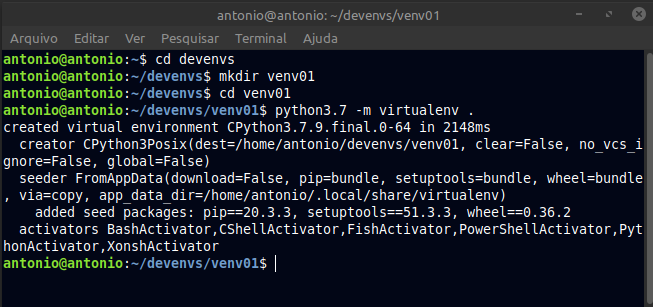 antonio@antonio: ~/devenvs/venv01
Arquivo Editar Ver Pesquisar Terminal Ajuda
antonio@antonio:~$ cd devenvs
antonio@antonio:~/devenvs$ mkdir venv01
antonio@antonio:~/devenvs$ cd venv01
antonio@antonio:~/devenvs/venv01$ python3.7 -m virtualenv .
created virtual environment CPython3.7.9.final.0-64 in 2148ms
  creator CPython3Posix(dest=/home/antonio/devenvs/venv01, clear=False, no_vcs_i
gnore=False, global=False)
  seeder FromAppData(download=False, pip=bundle, setuptools=bundle, wheel=bundle
, via=copy, app_data_dir=/home/antonio/.local/share/virtualenv)
    added seed packages: pip==20.3.3, setuptools==51.3.3, wheel==0.36.2
  activators BashActivator,CShellActivator,FishActivator,PowerShellActivator,Pyt
honActivator,XonshActivator
antonio@antonio:~/devenvs/venv01$